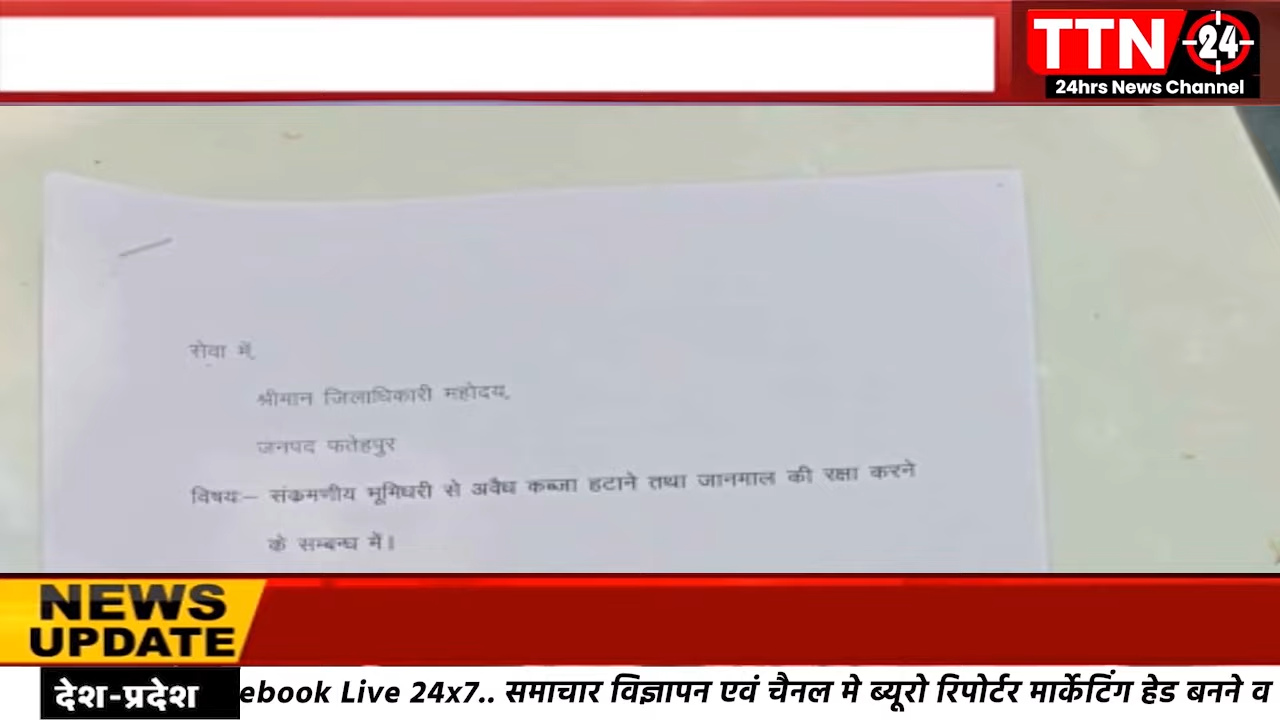 TTN 24
24hrs News Channel
सेवा में,
श्रीमान जिलाधिकारी महोदय,
जनपद फतेहपुर
विषयः– संक्रमणीय भूमिधरी से अवैध कब्जा हटाने तथा जानमाल की रक्षा करने
के सम्बन्ध में।
NEWS
UPDATE
देश-प्रदेश ebook Live 24x7.. समाचार विज्ञापन एवं चैनल मे ब्यूरो रिपोर्टर मार्केटिंग हेड बनने व